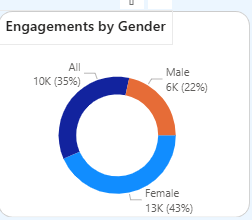 Engagements by Gender
All
10K (35%)
Male
6K (22%)
Female
13K (43%)